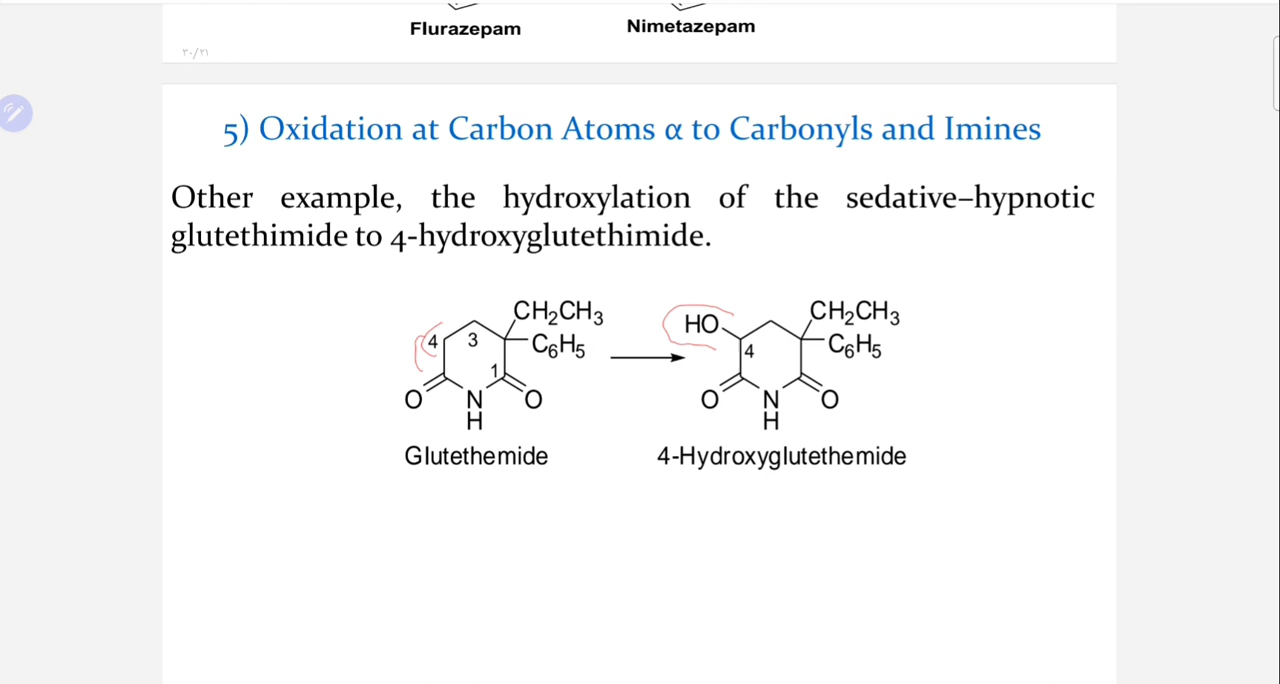 Flurazepam
Nimetazepam
٣٠/٢١
5) Oxidation at Carbon Atoms α to Carbonyls and Imines
Other example, the hydroxylation of the sedative–hypnotic
glutethimide to 4-hydroxyglutethimide.
CH2CH3
4
3
C6H5
1
O
N
H
O
Glutethemide
CH2CH3
HO
4
C6H5
O
N
H
O
4-Hydroxyglutethemide